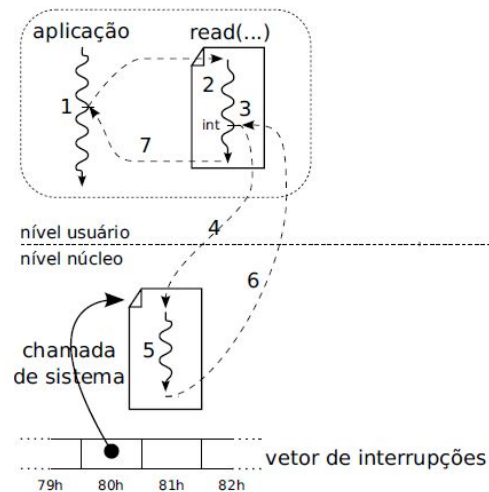 aplicação
read(...)
1
2
3
int
7
4
nível usuário
nível núcleo
6
chamada
de sistema
5
vetor de interrupções
79h 80h 81h 82h